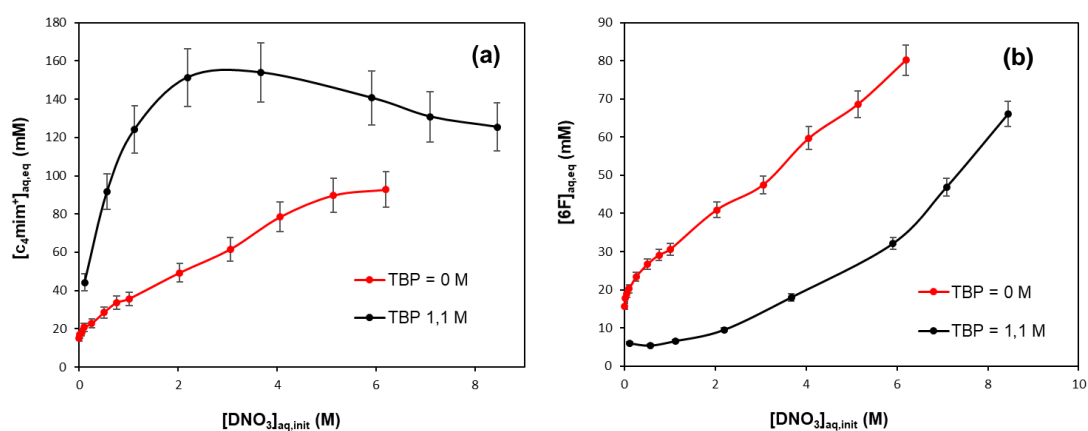 (a)
[c₄mim⁺]aq,eq (mM)
180
160
140
120
100
80
60
40
20
0
TBP = 0 M
TBP 1,1 M
0 2 4 6 8
[DNO₃]aq,init (M)
(b)
[6F]aq,eq (mM)
90
80
70
60
50
40
30
20
10
0
TBP = 0 M
TBP = 1,1 M
0 2 4 6 8 10
[DNO₃]aq,init (M)